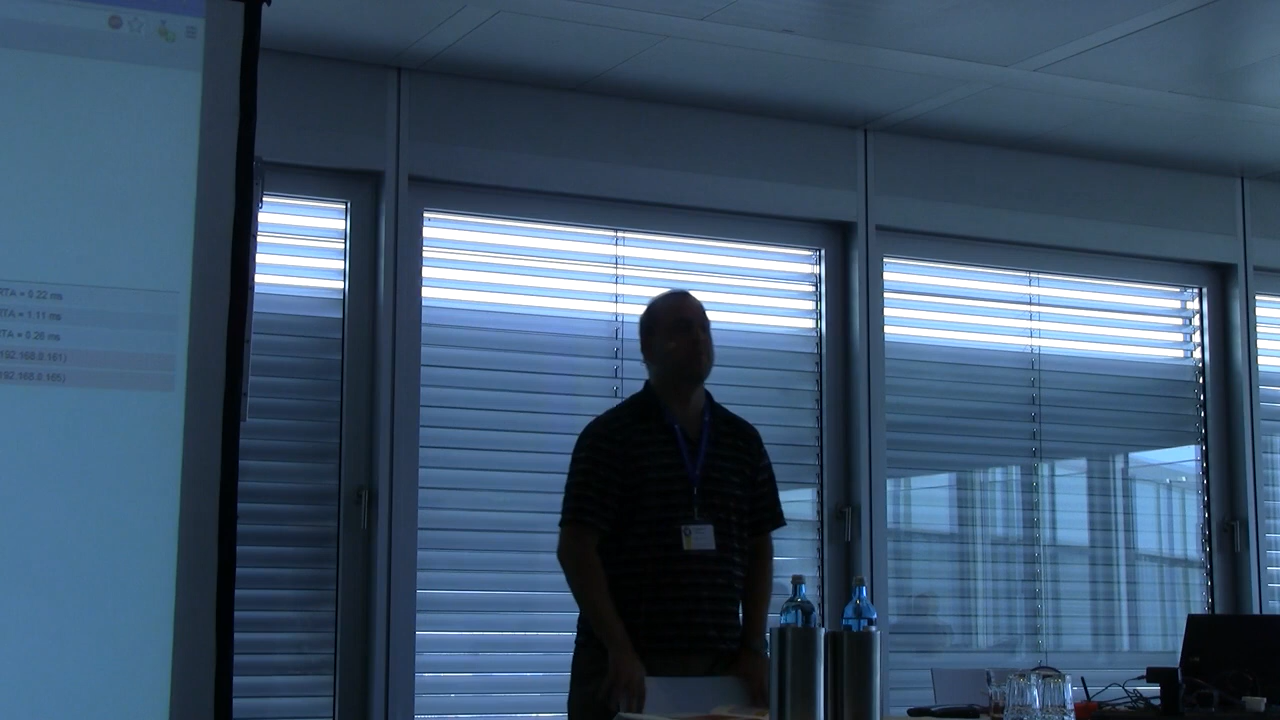 RTA = 0.22 ms
RTA = 1.11 ms
RTA = 0.26 ms
192.168.0.161)
192.168.0.165)